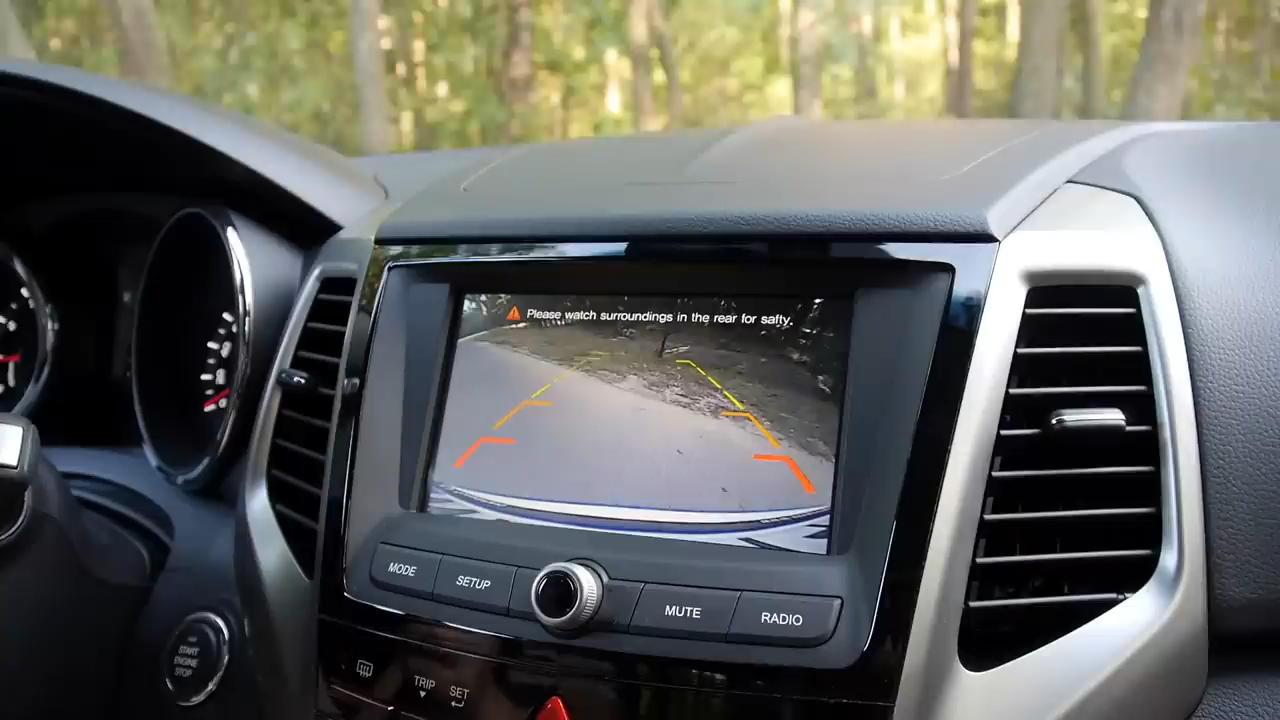 Please watch surroundings in the rear for safty.
MODE
SETUP
MUTE
RADIO
START
ENGINE
STOP
TRIP
SET